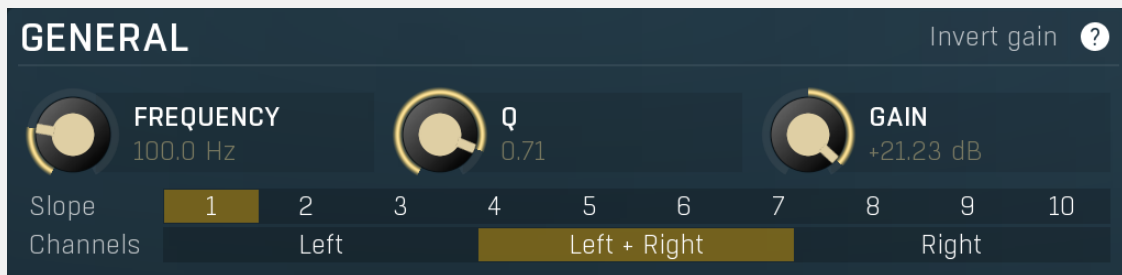 GENERAL Invert gain ?
FREQUENCY Q GAIN
100.0 Hz 0.71 +21.23 dB
Slope 1 2 3 4 5 6 7 8 9 10
Channels Left Left + Right Right